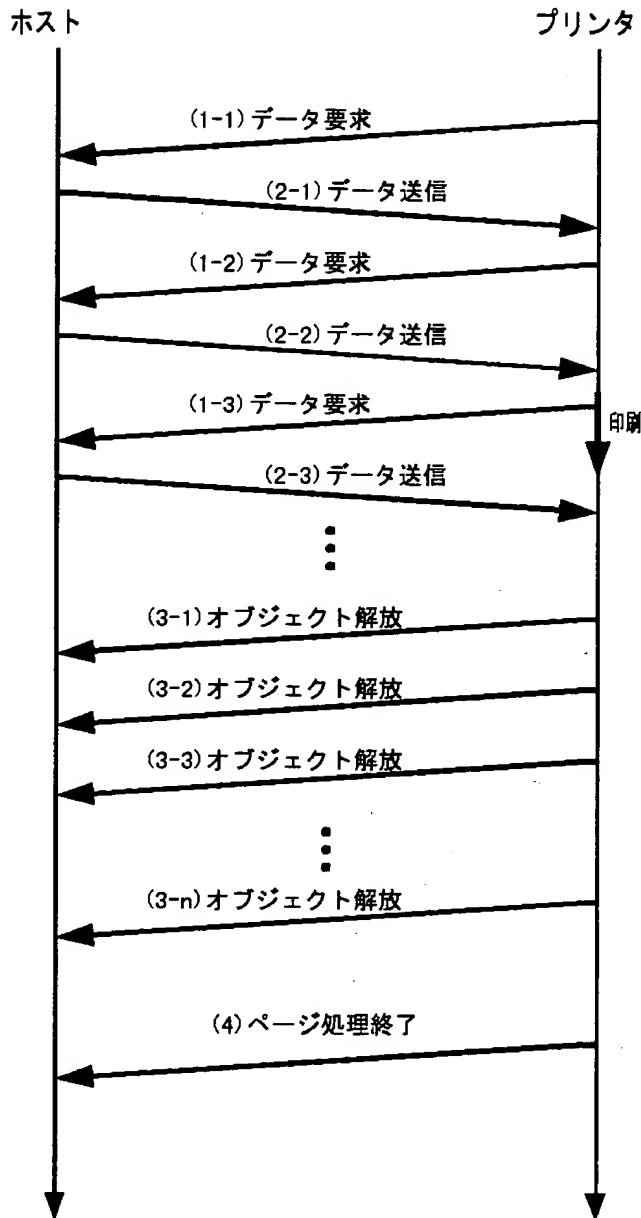 ホスト
プリンタ
(1-1)データ要求
(2-1)データ送信
(1-2)データ要求
(2-2)データ送信
(1-3)データ要求
印刷
(2-3)データ送信
(3-1)オブジェクト解放
(3-2)オブジェクト解放
(3-3)オブジェクト解放
(3-n)オブジェクト解放
(4)ページ処理終了